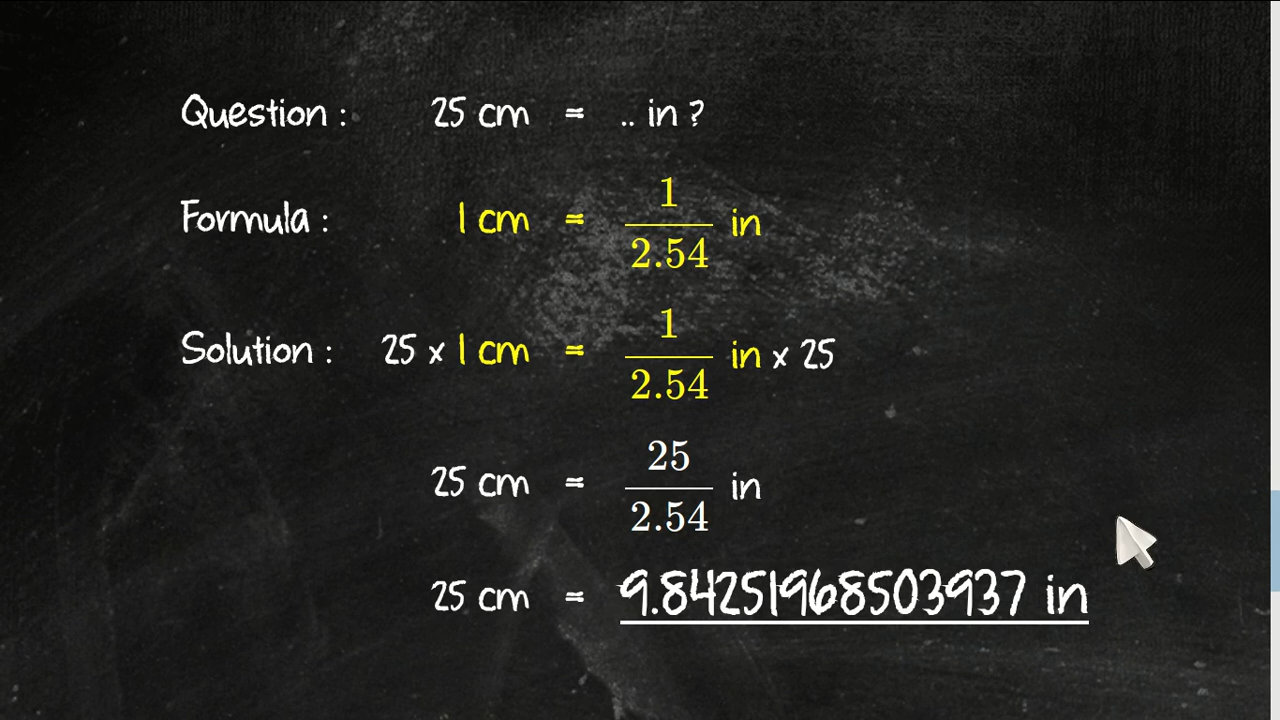 Question : 25 cm = .. in ?
Formula : 1 cm = 1/2.54 in
Solution : 25 x 1 cm = 1/2.54 in x 25
25 cm = 25/2.54 in
25 cm = 9.84251968503937 in